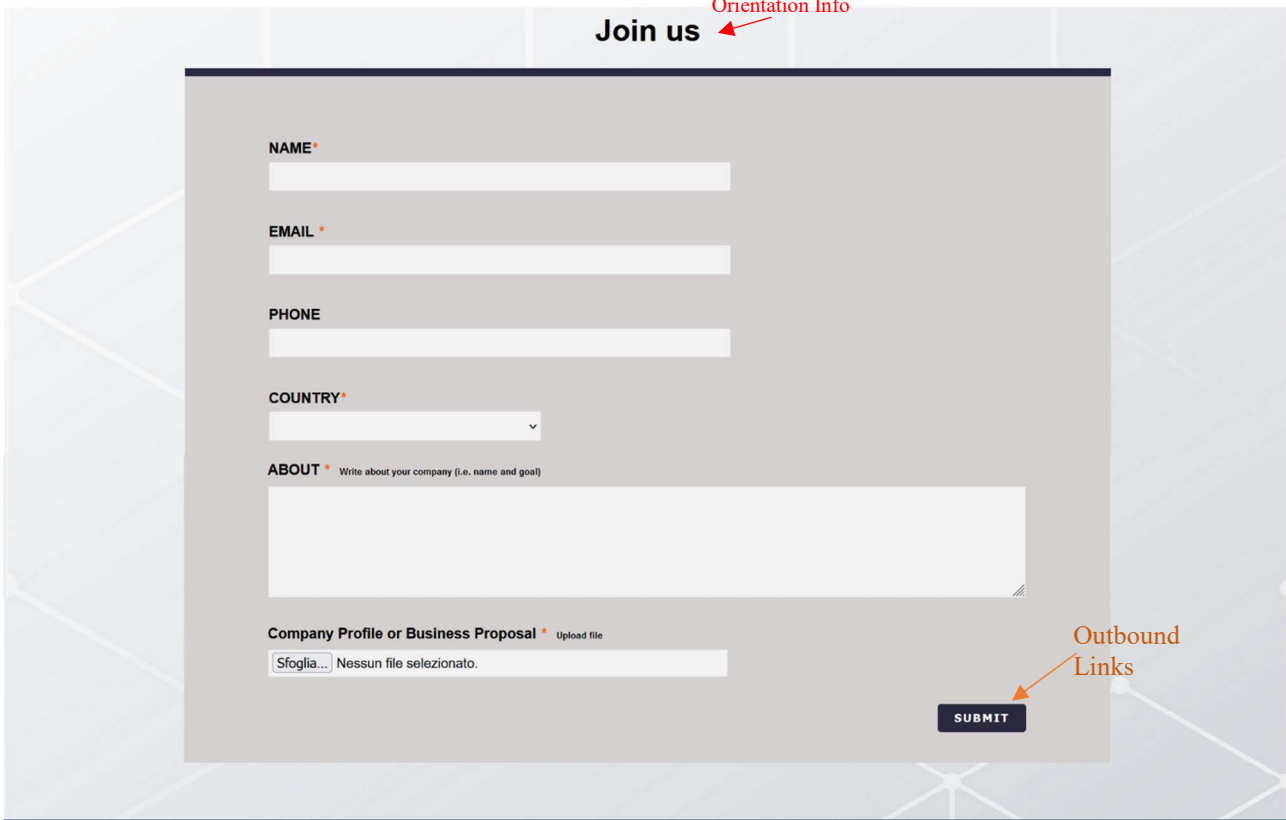 Orientation Info
Join us
NAME*
EMAIL *
PHONE
COUNTRY*
ABOUT * Write about your company (i.e. name and goal)
Company Profile or Business Proposal * Upload file
Sfoglia... Nessun file selezionato.
Outbound
Links
SUBMIT